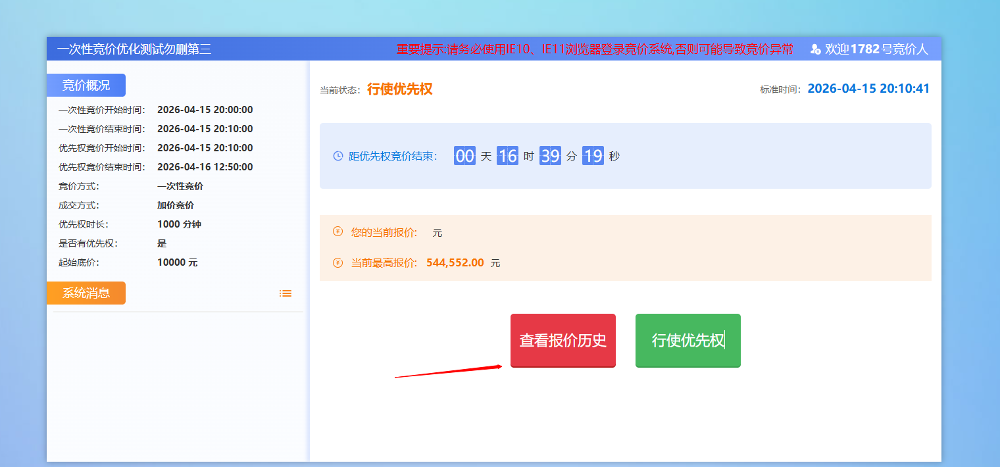 一次性竞价优化测试勿删第三
重要提示:请务必使用IE10、IE11浏览器登录竞价系统,否则可能导致竞价异常
欢迎1782号竞价人
竞价概况
一次性竞价开始时间: 2026-04-15 20:00:00
一次性竞价结束时间: 2026-04-15 20:10:00
优先权竞价开始时间: 2026-04-15 20:10:00
优先权竞价结束时间: 2026-04-16 12:50:00
竞价方式: 一次性竞价
成交方式: 加价竞价
优先权时长: 1000 分钟
是否有优先权: 是
起始底价: 10000 元
系统消息
当前状态: 行使优先权
标准时间: 2026-04-15 20:10:41
距优先权竞价结束: 00 天 16 时 39 分 19 秒
您的当前报价: 元
当前最高报价: 544,552.00 元
查看报价历史
行使优先权